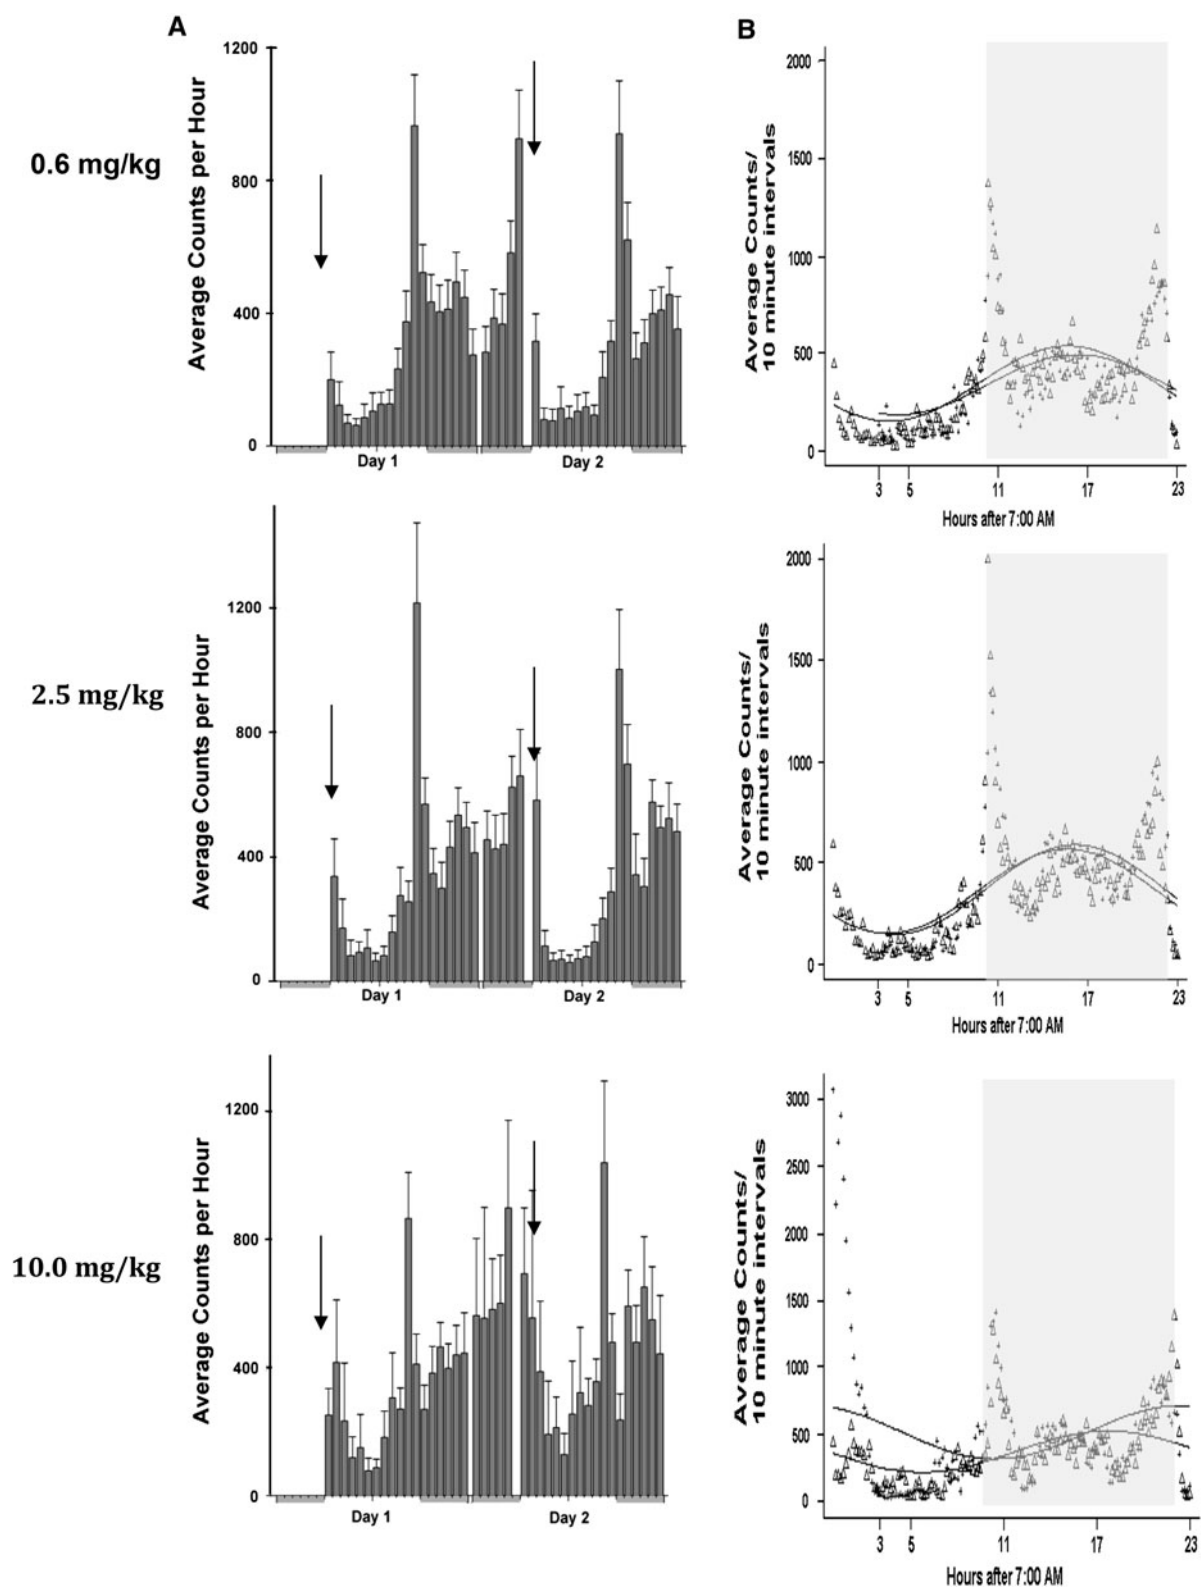 A
B
0.6 mg/kg
Average Counts per Hour
1200
800
400
0
Day 1
Day 2
Average Counts/
10 minute intervals
2000
1500
1000
500
0
3 5 11 17 23
Hours after 7:00 AM
2.5 mg/kg
Average Counts per Hour
1200
800
400
0
Day 1
Day 2
Average Counts/
10 minute intervals
2000
1500
1000
500
0
3 5 11 17 23
Hours after 7:00 AM
10.0 mg/kg
Average Counts per Hour
1200
800
400
0
Day 1
Day 2
Average Counts/
10 minute intervals
3000
2500
2000
1500
1000
500
0
3 5 11 17 23
Hours after 7:00 AM